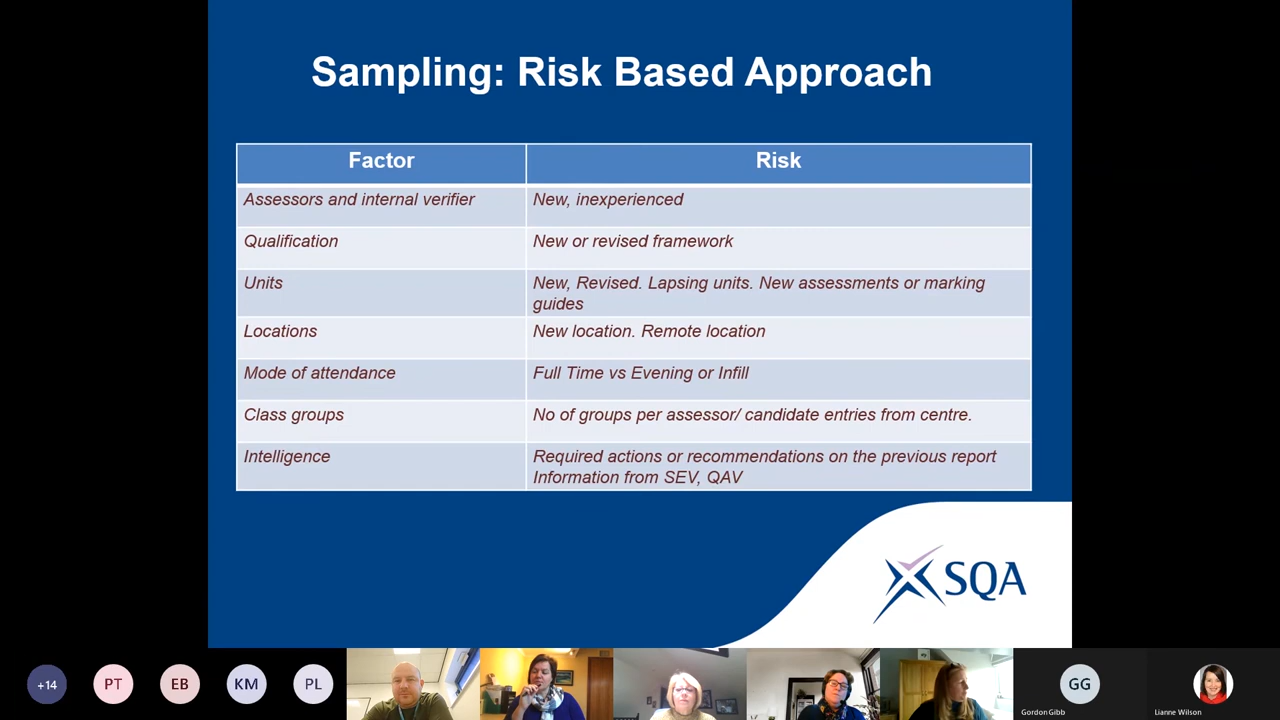 Sampling: Risk Based Approach
Factor
Risk
Assessors and internal verifier
New, inexperienced
Qualification
New or revised framework
Units
New, Revised. Lapsing units. New assessments or marking
guides
Locations
New location. Remote location
Mode of attendance
Full Time vs Evening or Infill
Class groups
No of groups per assessor/ candidate entries from centre.
Intelligence
Required actions or recommendations on the previous report
Information from SEV, QAV
SQA
+14
PT
EB
KM
PL
GG
Gordon Gibb
Lianne Wilson